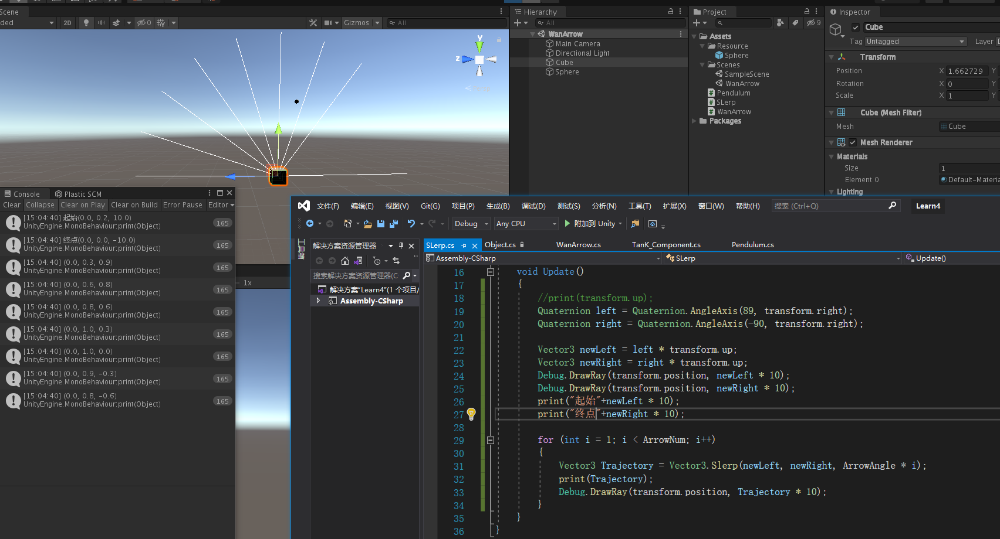 Scene
ded
2D
0
Gizmos
All
y
z
Hierarchy
All
WanArrow
Main Camera
Directional Light
Cube
Sphere
Project
9
Assets
Resource
Sphere
Scenes
SampleScene
WanArrow
Pendulum
SLerp
WanArrow
Packages
Inspector
Cube
Tag Untagged Layer
Transform
Position X 1.662729 Y
Rotation X 0 Y
Scale X 1 Y
Cube (Mesh Filter)
Mesh Cube
Mesh Renderer
Materials
Size 1
Element 0 Default-Materia
Lighting
Console Plastic SCM
Clear Collapse Clear on Play Clear on Build Error Pause Editor
[15:04:40] 起始(0.0, 0.2, 10.0)
UnityEngine.MonoBehaviour:print(Object)
165
[15:04:40] 终点(0.0, 0.0, -10.0)
UnityEngine.MonoBehaviour:print(Object)
165
[15:04:40] (0.0, 0.3, 0.9)
UnityEngine.MonoBehaviour:print(Object)
165
[15:04:40] (0.0, 0.6, 0.8)
UnityEngine.MonoBehaviour:print(Object)
165
[15:04:40] (0.0, 0.8, 0.6)
UnityEngine.MonoBehaviour:print(Object)
165
[15:04:40] (0.0, 1.0, 0.3)
UnityEngine.MonoBehaviour:print(Object)
165
[15:04:40] (0.0, 1.0, 0.0)
UnityEngine.MonoBehaviour:print(Object)
165
[15:04:40] (0.0, 0.9, -0.3)
UnityEngine.MonoBehaviour:print(Object)
165
[15:04:40] (0.0, 0.8, -0.6)
UnityEngine.MonoBehaviour:print(Object)
165
1x
文件(F) 编辑(E) 视图(V) Git(G) 项目(P) 生成(B) 调试(D) 测试(S) 分析(N) 工具(T) 扩展(X) 窗口(W) 帮助(H) 搜索 (Ctrl+Q) Learn4
Debug Any CPU 附加到 Unity
工具箱
解决方案资源管理器
搜索解决方案资源管理器(C
解决方案"Learn4"(1 个项目/
Assembly-CSharp
SLerp.cs Object.cs WanArrow.cs TanK_Component.cs Pendulum.cs
Assembly-CSharp SLerp Update()
16 void Update()
17 {
18 //print(transform.up);
19 Quaternion left = Quaternion.AngleAxis(89, transform.right);
20 Quaternion right = Quaternion.AngleAxis(-90, transform.right);
21
22 Vector3 newLeft = left * transform.up;
23 Vector3 newRight = right * transform.up;
24 Debug.DrawRay(transform.position, newLeft * 10);
25 Debug.DrawRay(transform.position, newRight * 10);
26 print("起始"+newLeft * 10);
27 print("终点"+newRight * 10);
28
29 for (int i = 1; i < ArrowNum; i++)
30 {
31 Vector3 Trajectory = Vector3.Slerp(newLeft, newRight, ArrowAngle * i);
32 print(Trajectory);
33 Debug.DrawRay(transform.position, Trajectory * 10);
34 }
35 }
36 }